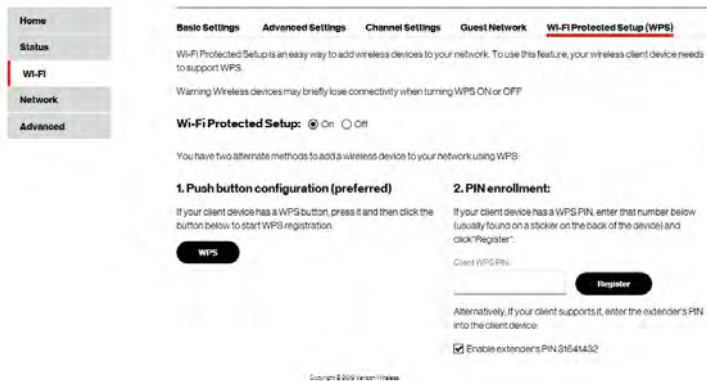 Home
Status
Wi-Fi
Network
Advanced
Basic Settings Advanced Settings Channel Settings Guest Network Wi-Fi Protected Setup (WPS)
Wi-Fi Protected Setup is an easy way to add wireless devices to your network. To use this feature, your wireless client device needs
to support WPS.
Warning Wireless devices may briefly lose connectivity when turning WPS ON or OFF
Wi-Fi Protected Setup: On Off
You have two alternate methods to add a wireless device to your network using WPS:
1. Push button configuration (preferred)
If your client device has a WPS button, press it and then click the
button below to start WPS registration.
WPS
2. PIN enrollment:
If your client device has a WPS PIN, enter that number below
(usually found on a sticker on the back of the device) and
click "Register".
Client WPS PIN:
Register
Alternatively, if your client supports it, enter the extender's PIN
into the client device:
Enable extender's PIN 31641432
Copyright © 2019 Verizon Wireless